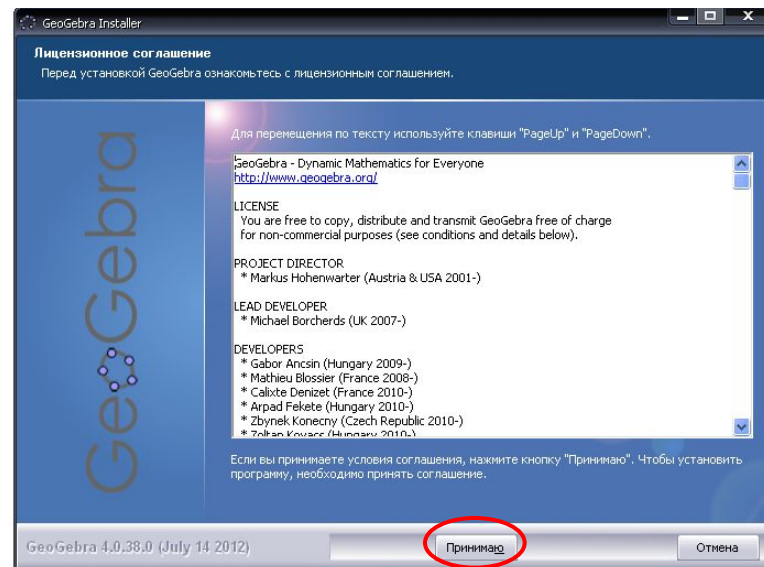 GeoGebra Installer
Лицензионное соглашение
Перед установкой GeoGebra ознакомьтесь с лицензионным соглашением.
GeoGebra
Для перемещения по тексту используйте клавиши "PageUp" и "PageDown".
GeoGebra - Dynamic Mathematics for Everyone
http://www.geogebra.org/
LICENSE
You are free to copy, distribute and transmit GeoGebra free of charge
for non-commercial purposes (see conditions and details below).
PROJECT DIRECTOR
* Markus Hohenwarter (Austria & USA 2001-)
LEAD DEVELOPER
* Michael Borcherds (UK 2007-)
DEVELOPERS
* Gabor Ancsin (Hungary 2009-)
* Mathieu Blossier (France 2008-)
* Calixte Denizet (France 2010-)
* Arpad Fekete (Hungary 2010-)
* Zbynek Konecny (Czech Republic 2010-)
* Zoltan Kovacs (Hungary 2010-)
Если вы принимаете условия соглашения, нажмите кнопку "Принимаю". Чтобы установить
программу, необходимо принять соглашение.
GeoGebra 4.0.38.0 (July 14 2012)
Принимаю
Отмена